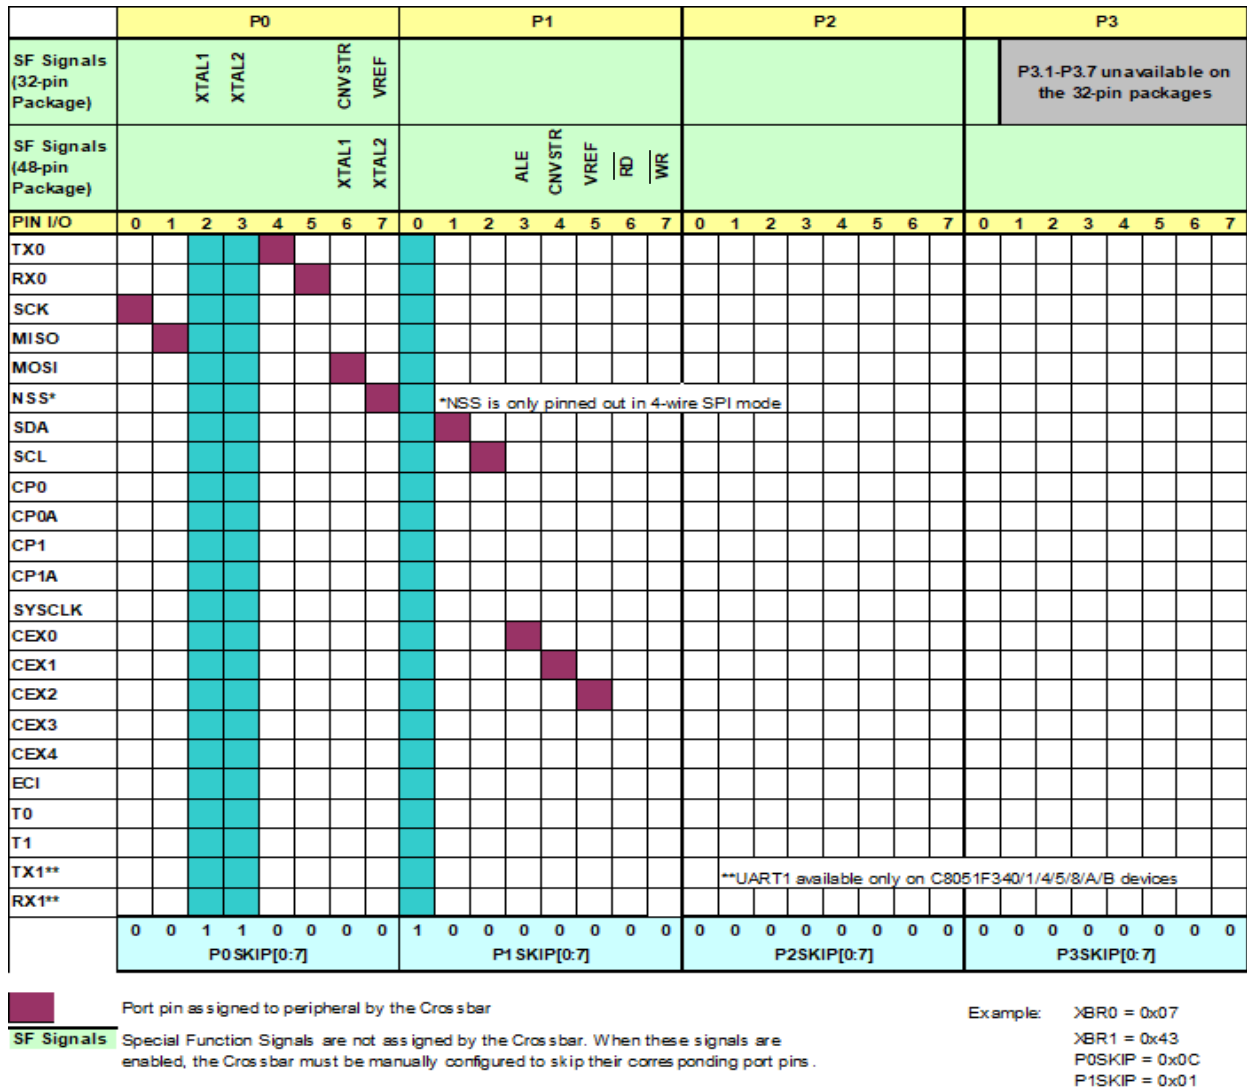 P0 P1 P2 P3
SF Signals
(32-pin
Package)
XTAL1
XTAL2
CNVSTR
VREF
P3.1-P3.7 unavailable on
the 32-pin packages
SF Signals
(48-pin
Package)
XTAL1
XTAL2
ALE
CNVSTR
VREF
RD
WR
PIN I/O 0 1 2 3 4 5 6 7 0 1 2 3 4 5 6 7 0 1 2 3 4 5 6 7 0 1 2 3 4 5 6 7
TX0
RX0
SCK
MISO
MOSI
NSS* *NSS is only pinned out in 4-wire SPI mode
SDA
SCL
CP0
CP0A
CP1
CP1A
SYSCLK
CEX0
CEX1
CEX2
CEX3
CEX4
ECI
T0
T1
TX1** **UART1 available only on C8051F340/1/4/5/8/A/B devices
RX1**
0 0 1 1 0 0 0 0 1 0 0 0 0 0 0 0 0 0 0 0 0 0 0 0 0 0 0 0 0 0 0 0
P0SKIP[0:7] P1SKIP[0:7] P2SKIP[0:7] P3SKIP[0:7]
Port pin assigned to peripheral by the Crossbar
SF Signals Special Function Signals are not assigned by the Crossbar. When these signals are
enabled, the Crossbar must be manually configured to skip their corresponding port pins.
Example: XBR0 = 0x07
XBR1 = 0x43
P0SKIP = 0x0C
P1SKIP = 0x01